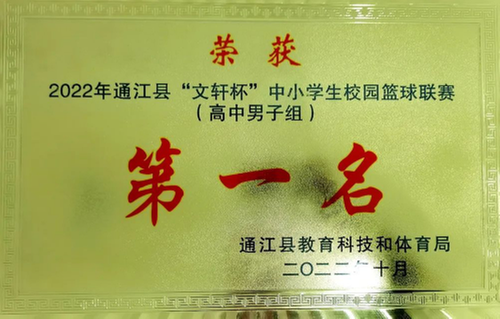 荣获
2022年通江县“文轩杯”中小学生校园篮球联赛
（高中男子组）
第一名
通江县教育科技和体育局
二〇二二年十月